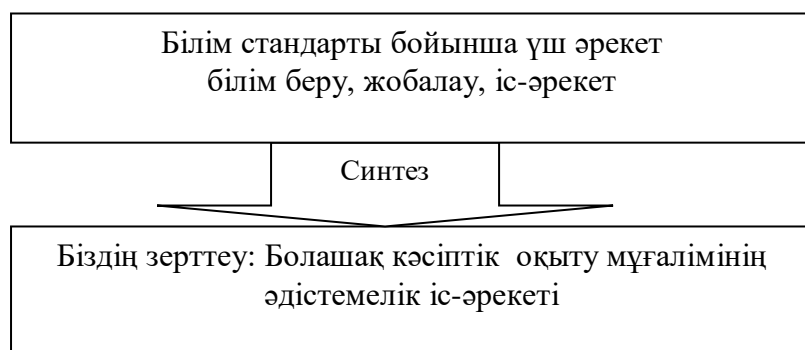 Білім стандарты бойынша үш әрекет
білім беру, жобалау, іс-әрекет
Синтез
Біздің зерттеу: Болашақ кәсіптік оқыту мұғалімінің
әдістемелік іс-әрекеті